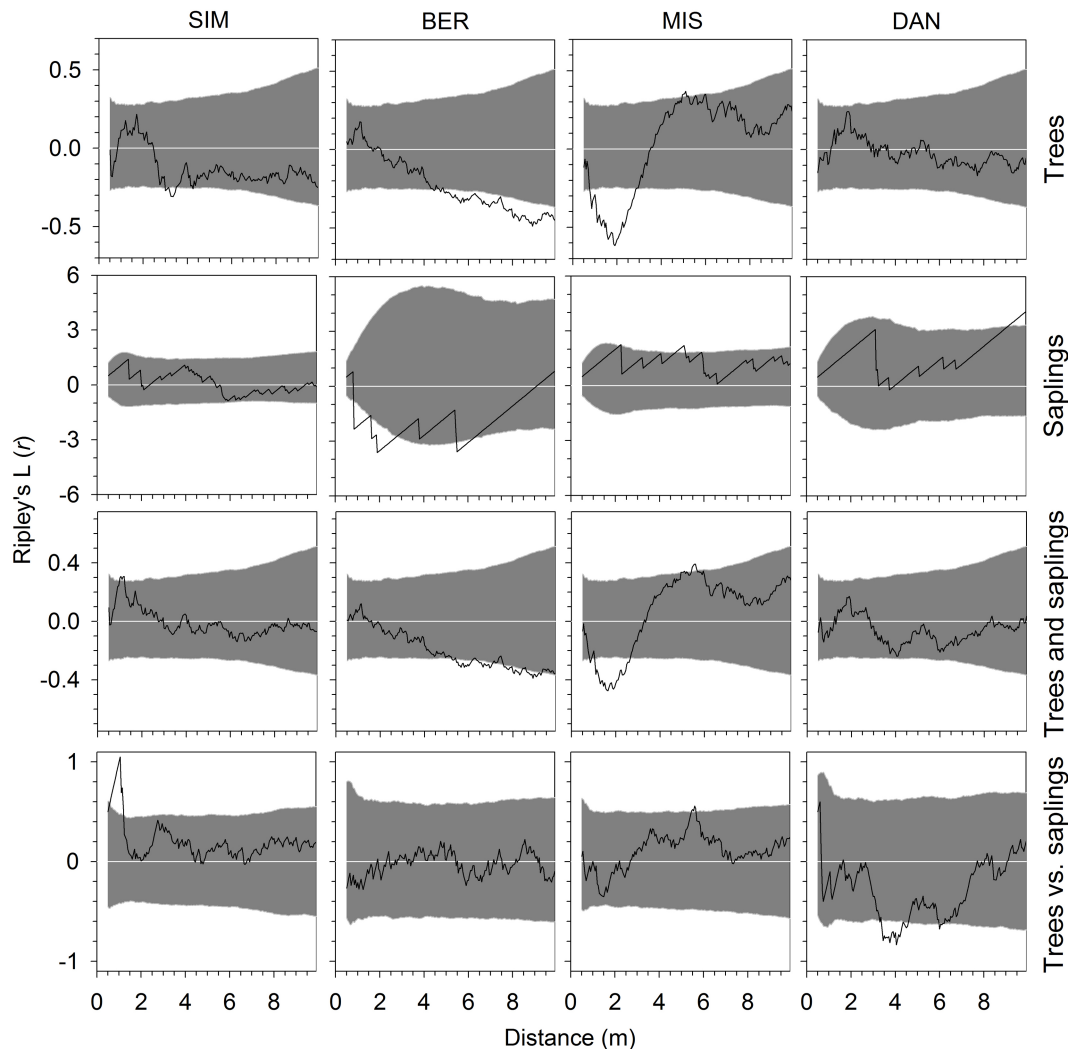 SIM BER MIS DAN
0.5
0.0
-0.5
Trees
6
3
0
-3
-6
Saplings
Ripley's L (r)
0.4
0.0
-0.4
Trees and saplings
1
0
-1
Trees vs. saplings
0 2 4 6 8 0 2 4 6 8 0 2 4 6 8 0 2 4 6 8
Distance (m)